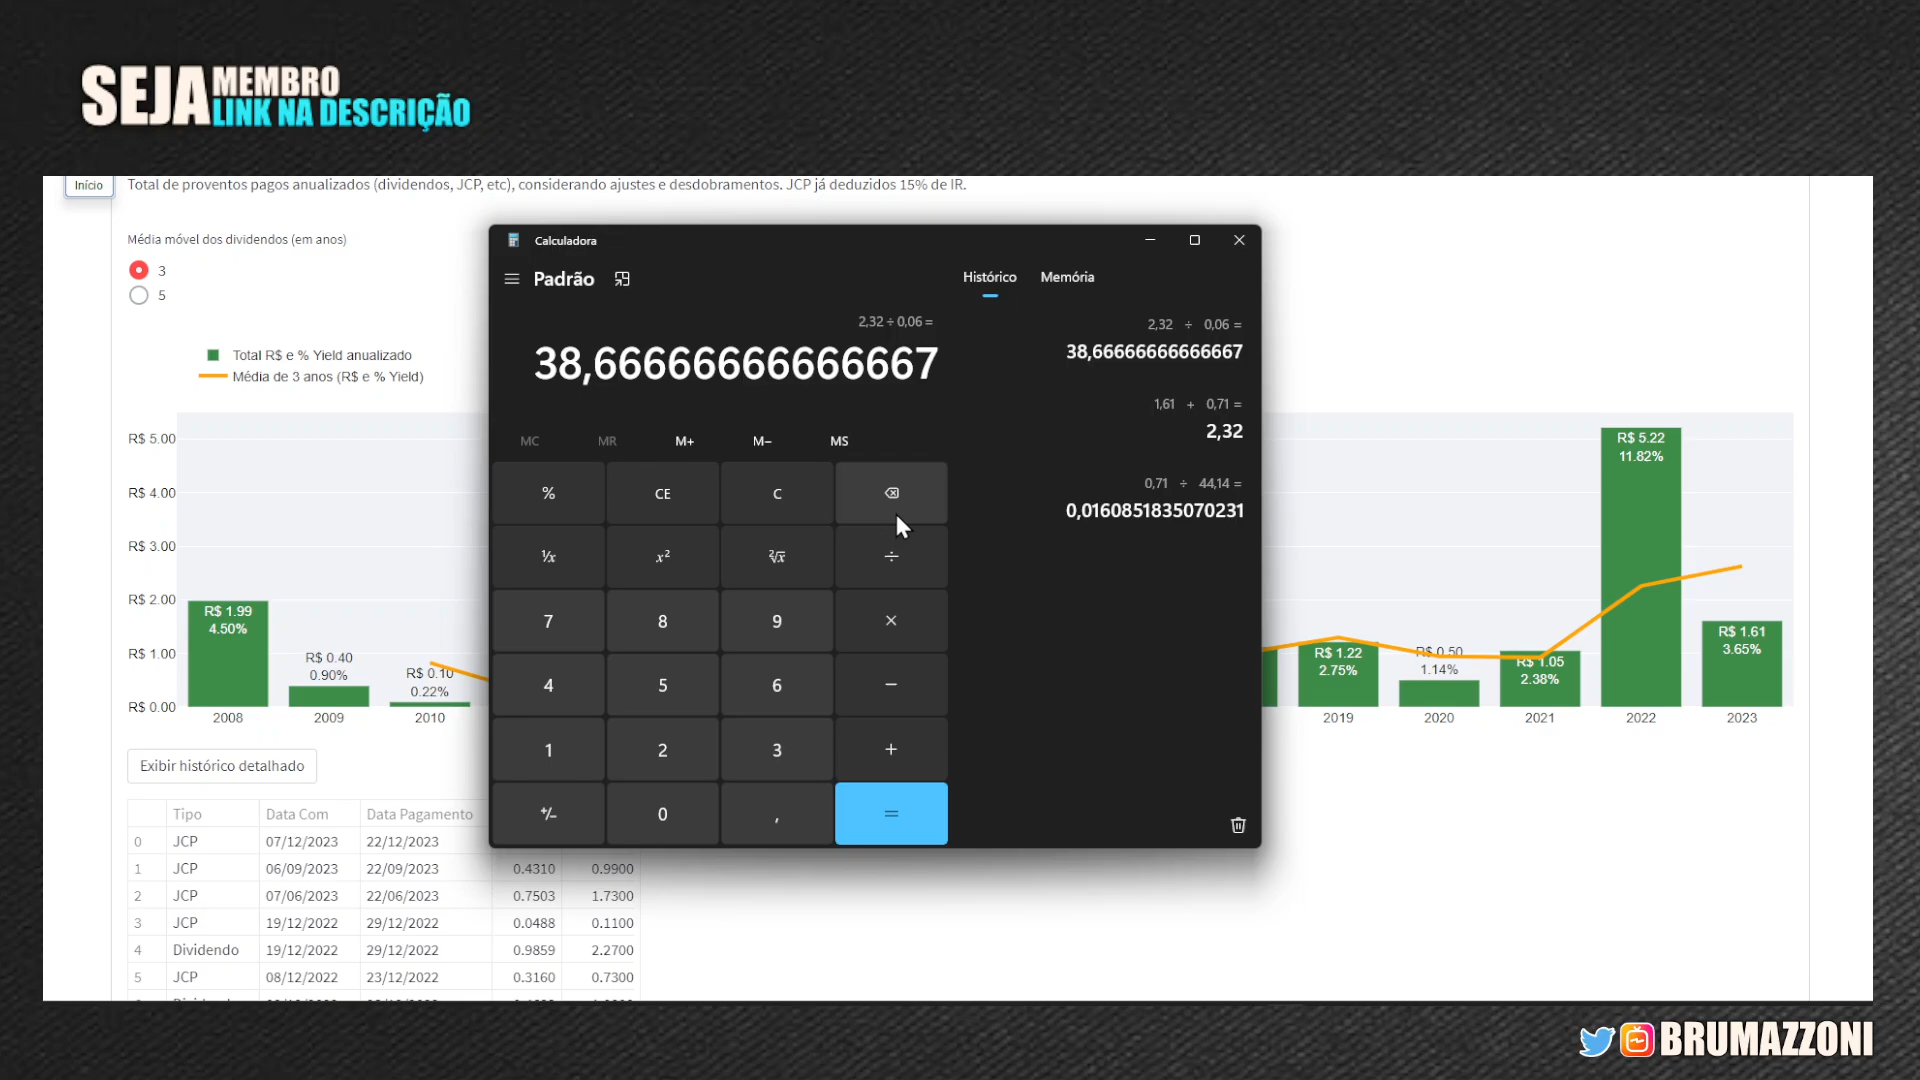 SEJA MEMBRO
LINK NA DESCRIÇÃO
Início
Total de proventos pagos anualizados (dividendos, JCP, etc), considerando ajustes e desdobramentos. JCP já deduzidos 15% de IR.
Média móvel dos dividendos (em anos)
3
5
Total R$ e % Yield anualizado
Média de 3 anos (R$ e % Yield)
R$ 5.00
R$ 4.00
R$ 3.00
R$ 2.00
R$ 1.00
R$ 0.00
R$ 1.99
4.50%
R$ 0.40
0.90%
R$ 0.10
0.22%
2008
2009
2010
Calculadora
Padrão
Histórico
Memória
2,32 ÷ 0,06 =
38,66666666666667
MC
MR
M+
M−
MS
%
CE
C
⌫
¹/x
x²
²√x
÷
7
8
9
×
4
5
6
−
1
2
3
+
+/−
0
,
=
2,32 ÷ 0,06 =
38,66666666666667
1,61 + 0,71 =
2,32
0,71 ÷ 44,14 =
0,0160851835070231
R$ 1.22
2.75%
R$ 0.50
1.14%
R$ 1.05
2.38%
R$ 5.22
11.82%
R$ 1.61
3.65%
2019
2020
2021
2022
2023
Exibir histórico detalhado
Tipo Data Com Data Pagamento
0 JCP 07/12/2023 22/12/2023
1 JCP 06/09/2023 22/09/2023 0.4310 0.9900
2 JCP 07/06/2023 22/06/2023 0.7503 1.7300
3 JCP 19/12/2022 29/12/2022 0.0488 0.1100
4 Dividendo 19/12/2022 29/12/2022 0.9859 2.2700
5 JCP 08/12/2022 23/12/2022 0.3160 0.7300
BRUMAZZONI